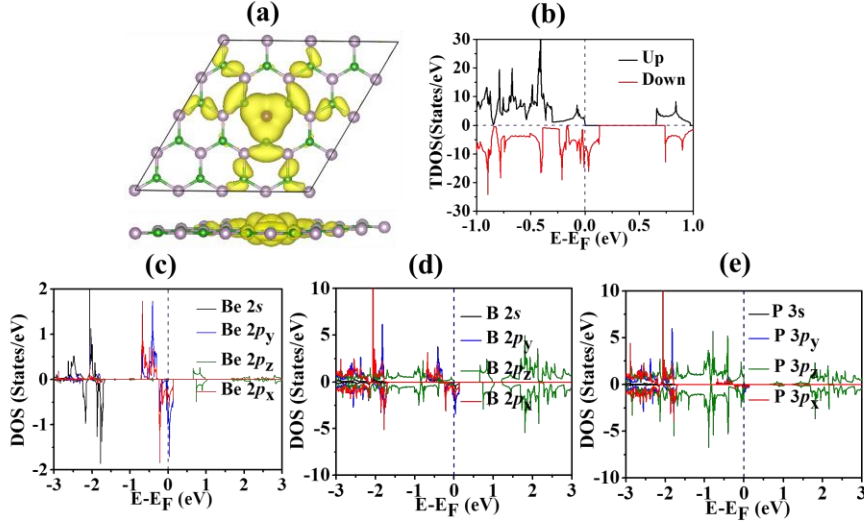 (a)
(b)
30
20
10
0
-10
-20
-30
TDOS(States/eV)
Up
Down
-1.0 -0.5 0.0 0.5 1.0
E-EF (eV)
(c)
2
1
0
-1
-2
DOS (States/eV)
Be 2s
Be 2py
Be 2pz
Be 2px
-3 -2 -1 0 1 2 3
E-EF (eV)
(d)
10
5
0
-5
-10
DOS (States/eV)
B 2s
B 2py
B 2pz
B 2px
-3 -2 -1 0 1 2 3
E-EF (eV)
(e)
10
5
0
-5
-10
DOS (States/eV)
P 3s
P 3py
P 3pz
P 3px
-3 -2 -1 0 1 2 3
E-EF (eV)